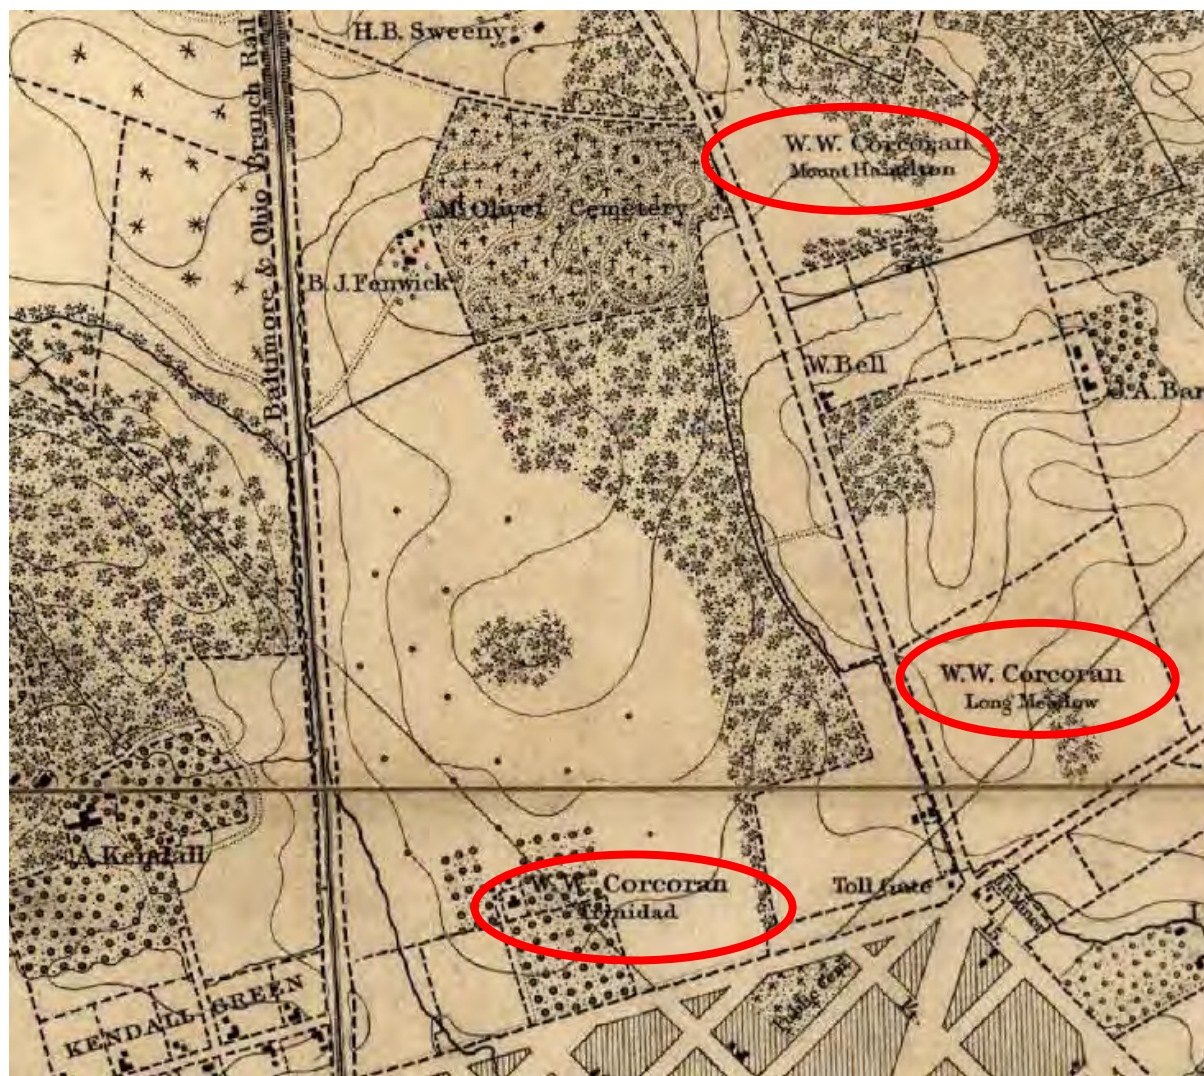 H.B. Sweeny
Baltimore & Ohio Branch Rail
W.W. Corcoran
Mount Hamilton
Mt. Olivet Cemetery
B. J. Fenwick
W. Bell
J.A. Bar
W.W. Corcoran
Long Meadow
A. Kendall
W.W. Corcoran
Trinidad
Toll Gate
KENDALL GREEN